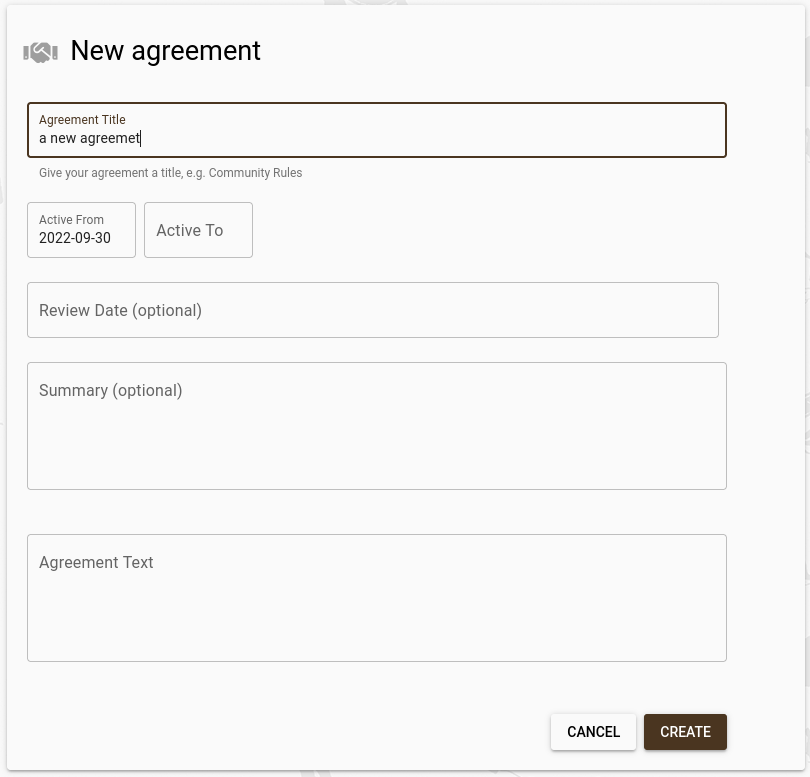 New agreement
Agreement Title
a new agreemet
Give your agreement a title, e.g. Community Rules
Active From
2022-09-30
Active To
Review Date (optional)
Summary (optional)
Agreement Text
CANCEL
CREATE